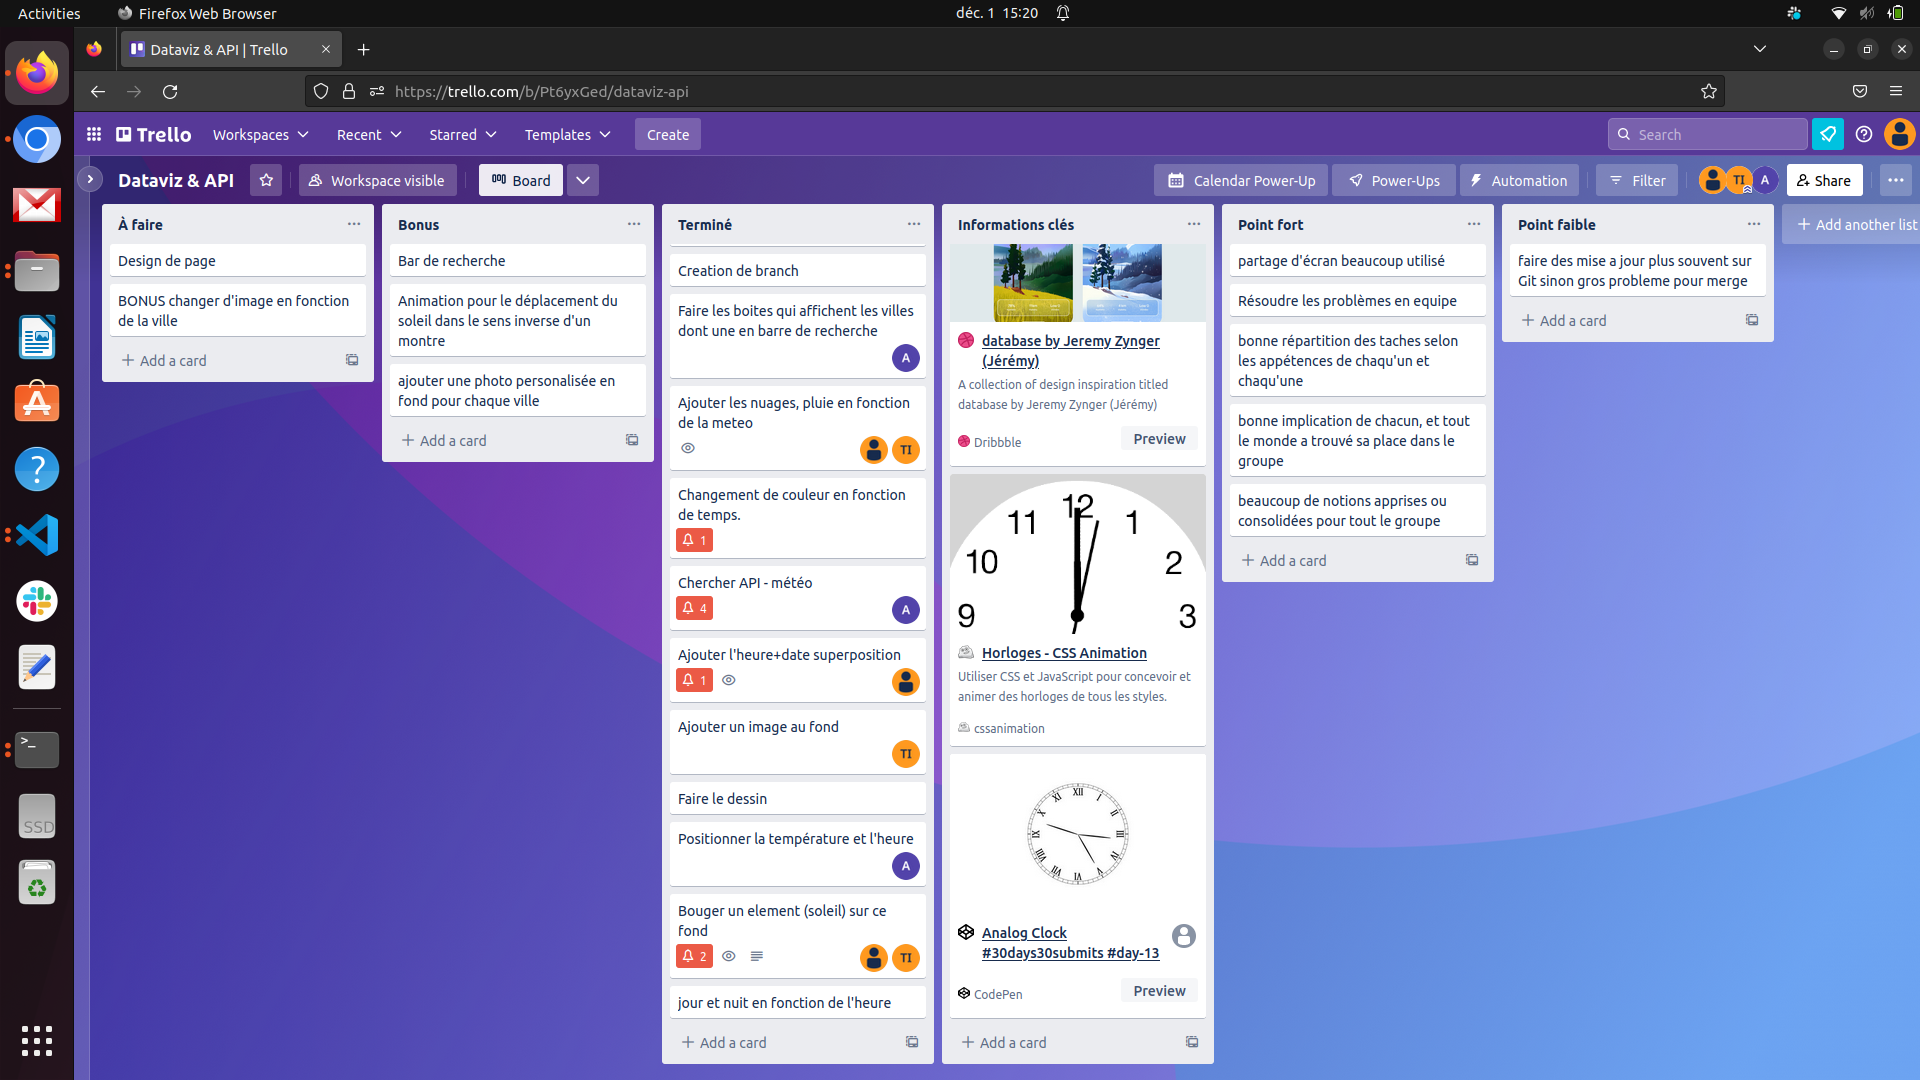 Activities
Firefox Web Browser
déc. 1 15:20
Dataviz & API | Trello
https://trello.com/b/Pt6yxGed/dataviz-api
Trello
Workspaces
Recent
Starred
Templates
Create
Search
Dataviz & API
Workspace visible
Board
Calendar Power-Up
Power-Ups
Automation
Filter
TI
A
Share
À faire
Design de page
BONUS changer d'image en fonction
de la ville
Add a card
Bonus
Bar de recherche
Animation pour le déplacement du
soleil dans le sens inverse d'un
montre
ajouter une photo personalisée en
fond pour chaque ville
Add a card
Terminé
Creation de branch
Faire les boites qui affichent les villes
dont une en barre de recherche
A
Ajouter les nuages, pluie en fonction
de la meteo
TI
Changement de couleur en fonction
de temps.
1
Chercher API - météo
4
A
Ajouter l'heure+date superposition
1
Ajouter un image au fond
TI
Faire le dessin
Positionner la température et l'heure
A
Bouger un element (soleil) sur ce
fond
2
TI
jour et nuit en fonction de l'heure
Add a card
Informations clés
database by Jeremy Zynger
(Jérémy)
A collection of design inspiration titled
database by Jeremy Zynger (Jérémy)
Dribbble
Preview
12
11
1
10
2
9
3
Horloges - CSS Animation
Utiliser CSS et JavaScript pour concevoir et
animer des horloges de tous les styles.
cssanimation
XII
I
II
III
IIII
V
VI
VII
VIII
IX
X
XI
Analog Clock
#30days30submits #day-13
CodePen
Preview
Add a card
Point fort
partage d'écran beaucoup utilisé
Résoudre les problèmes en equipe
bonne répartition des taches selon
les appétences de chaqu'un et
chaqu'une
bonne implication de chacun, et tout
le monde a trouvé sa place dans le
groupe
beaucoup de notions apprises ou
consolidées pour tout le groupe
Add a card
Point faible
faire des mise a jour plus souvent sur
Git sinon gros probleme pour merge
Add a card
Add another list
SSD